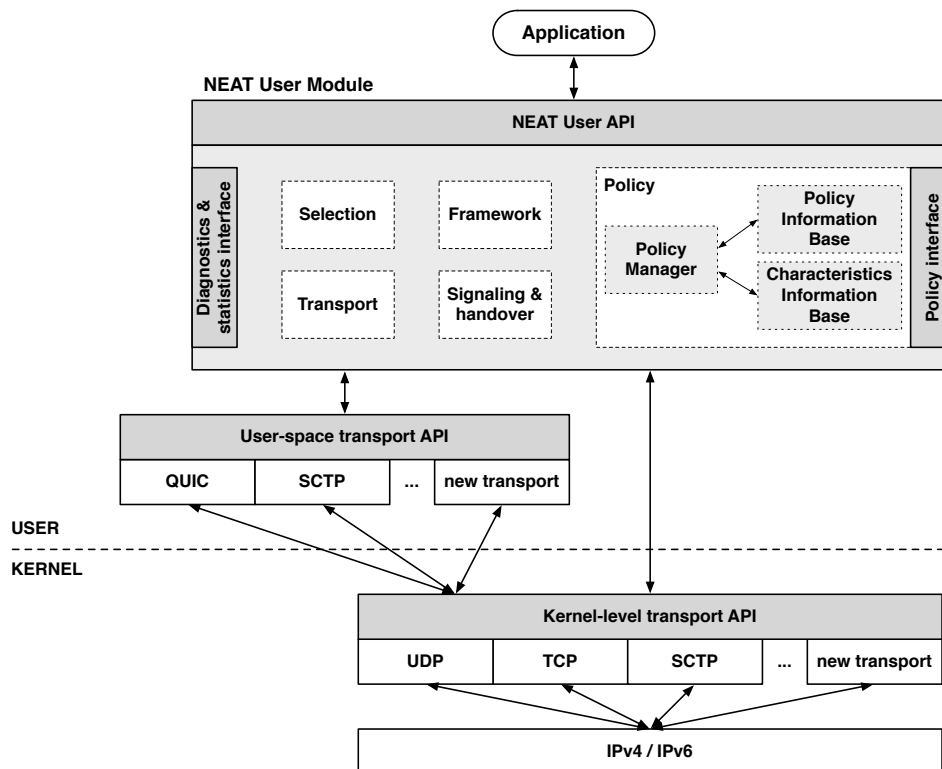 Application
NEAT User Module
NEAT User API
Diagnostics &
statistics interface
Selection
Framework
Transport
Signaling &
handover
Policy
Policy
Manager
Policy
Information
Base
Characteristics
Information
Base
Policy interface
User-space transport API
QUIC
SCTP
...
new transport
USER
KERNEL
Kernel-level transport API
UDP
TCP
SCTP
...
new transport
IPv4 / IPv6